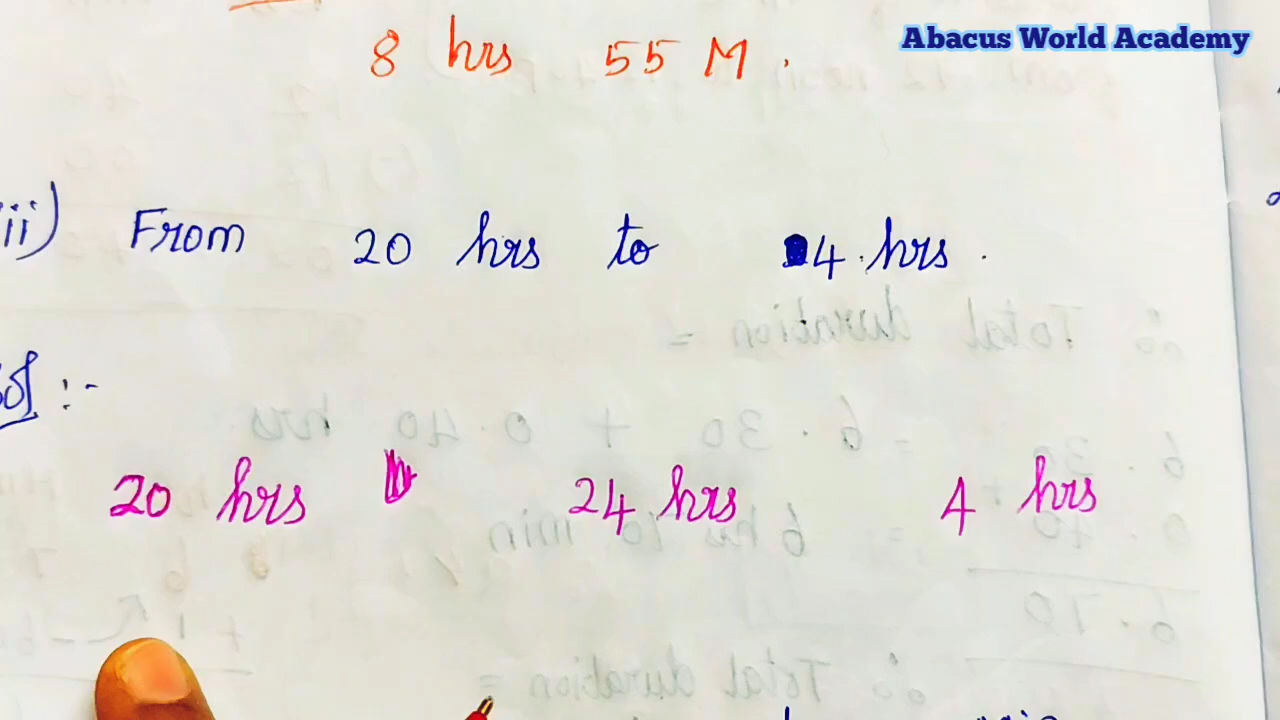 Abacus World Academy
8 hrs 55 M.
iii) From 20 hrs to 4 hrs.
Sol :-
20 hrs 24 hrs 4 hrs